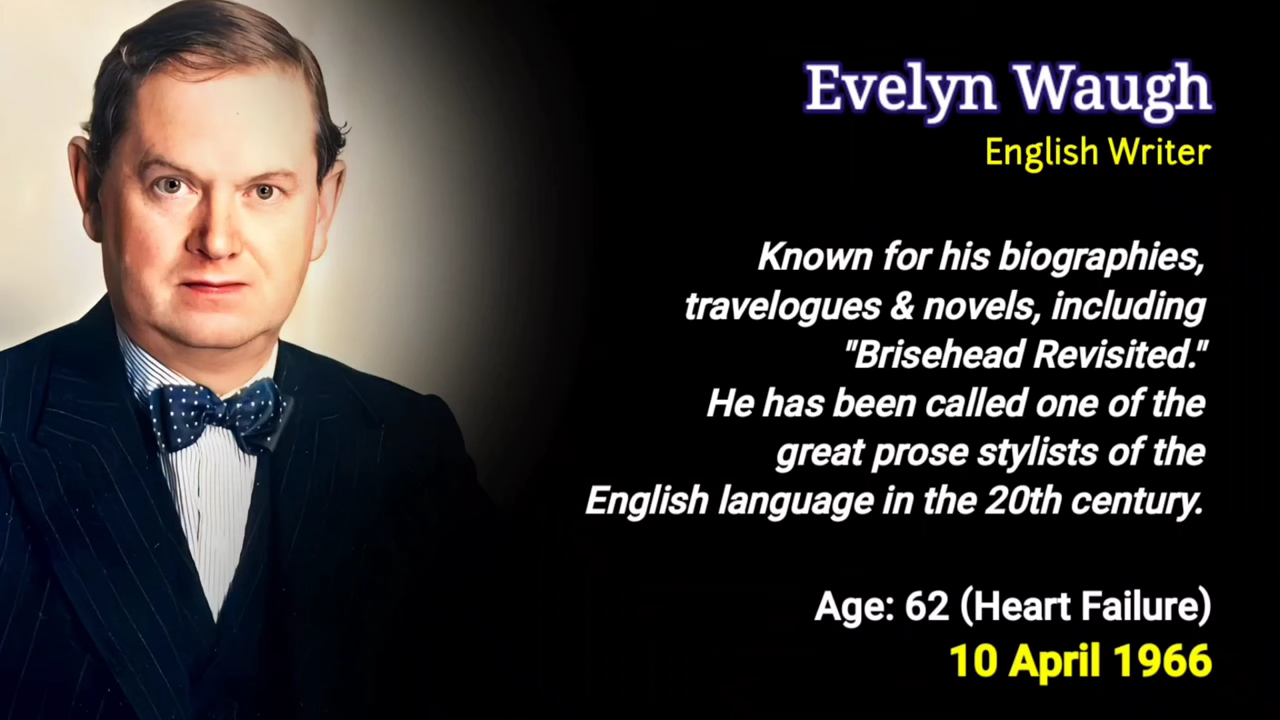 Evelyn Waugh
English Writer
Known for his biographies,
travelogues & novels, including
"Brisehead Revisited."
He has been called one of the
great prose stylists of the
English language in the 20th century.
Age: 62 (Heart Failure)
10 April 1966